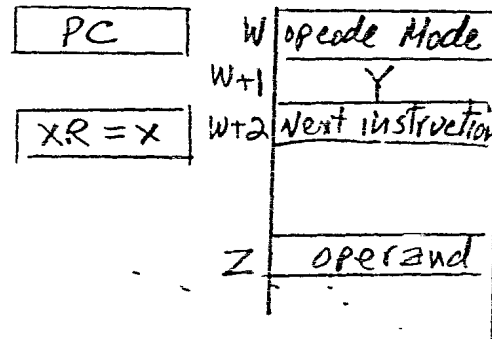 PC
W opcode Mode
W+1 Y
XR = X W+2 Next instruction
Z operand